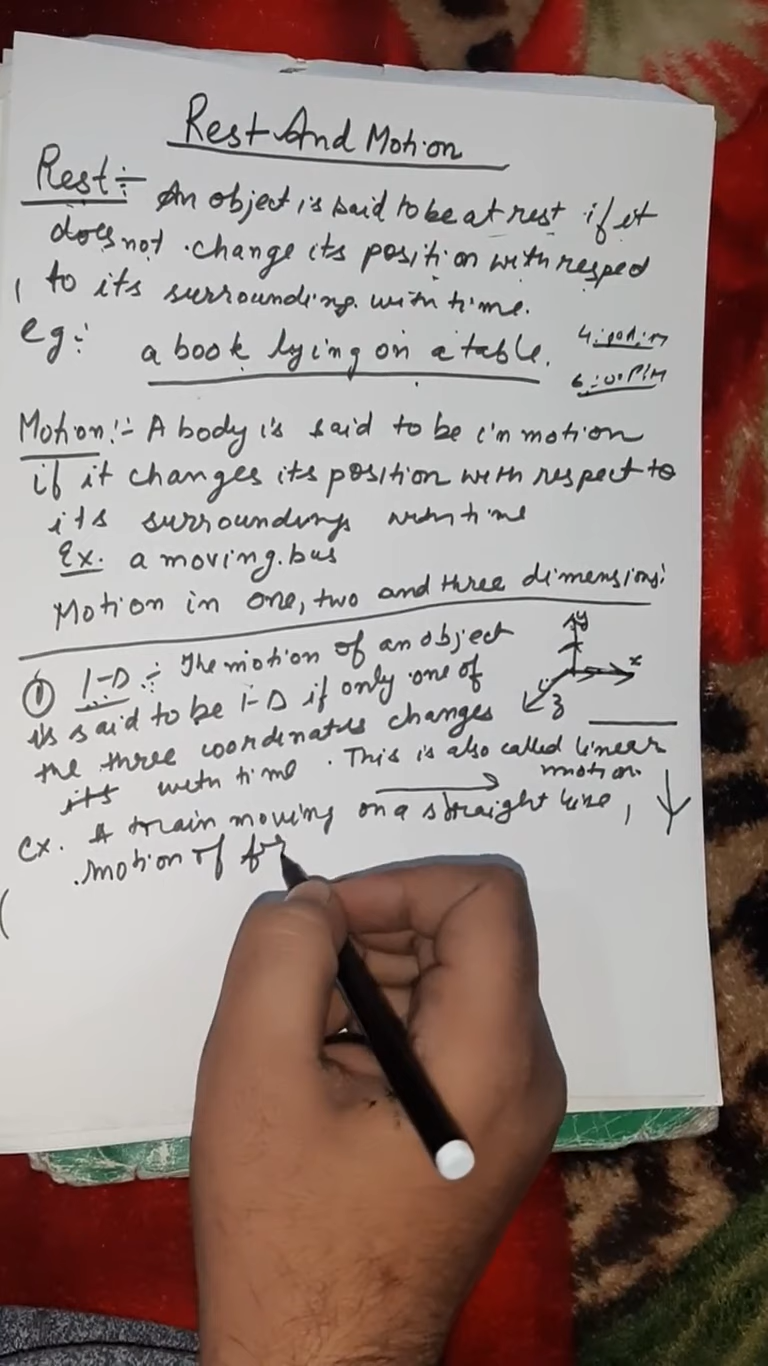 Rest And Motion
Rest:- An object is said to be at rest if it
does not change its position with resped
to its surrounding. with time.
eg:- a book lying on a table.
4:00 P.M
6:00 P.M
Motion:- A body is said to be in motion
if it changes its position with respect to
its surroundings with time
Ex. a moving bus
Motion in one, two and three dimensions:
① 1-D:- The motion of an object
is said to be 1-D if only one of
the three coordinates changes
its with time. This is also called linear
motion.
y
x
z
Ex. A train moving on a straight line,
motion of fr